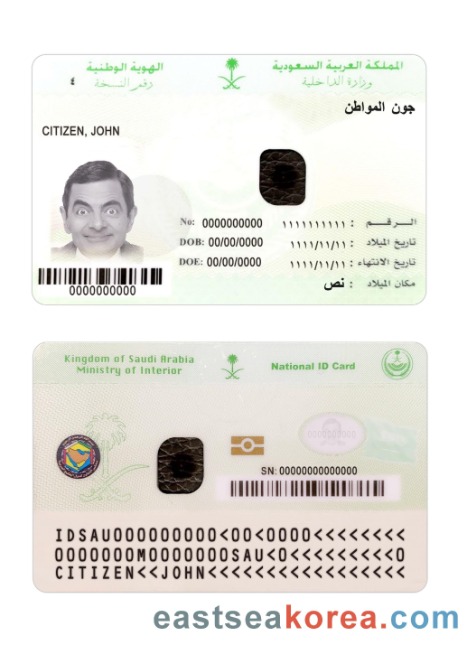 المملكة العربية السعودية
الهوية الوطنية
وزارة الداخلية
رقم النسخة ٤
جون المواطن
CITIZEN, JOHN
No: 0000000000
الرقم : ١١١١١١١١١١
DOB: 00/00/0000
تاريخ الميلاد : ١١١١/١١/١١
DOE: 00/00/0000
تاريخ الانتهاء : ١١١١/١١/١١
مكان الميلاد : نص
0000000000
Kingdom of Saudi Arabia
Ministry of Interior
National ID Card
SN: 00000000000000
IDSAU0000000000<00<0000<<<<<<<
0000000M0000000SAU<0<<<<<<<<<0
CITIZEN<<JOHN<<<<<<<<<<<<<<<<<
eastseakorea.com